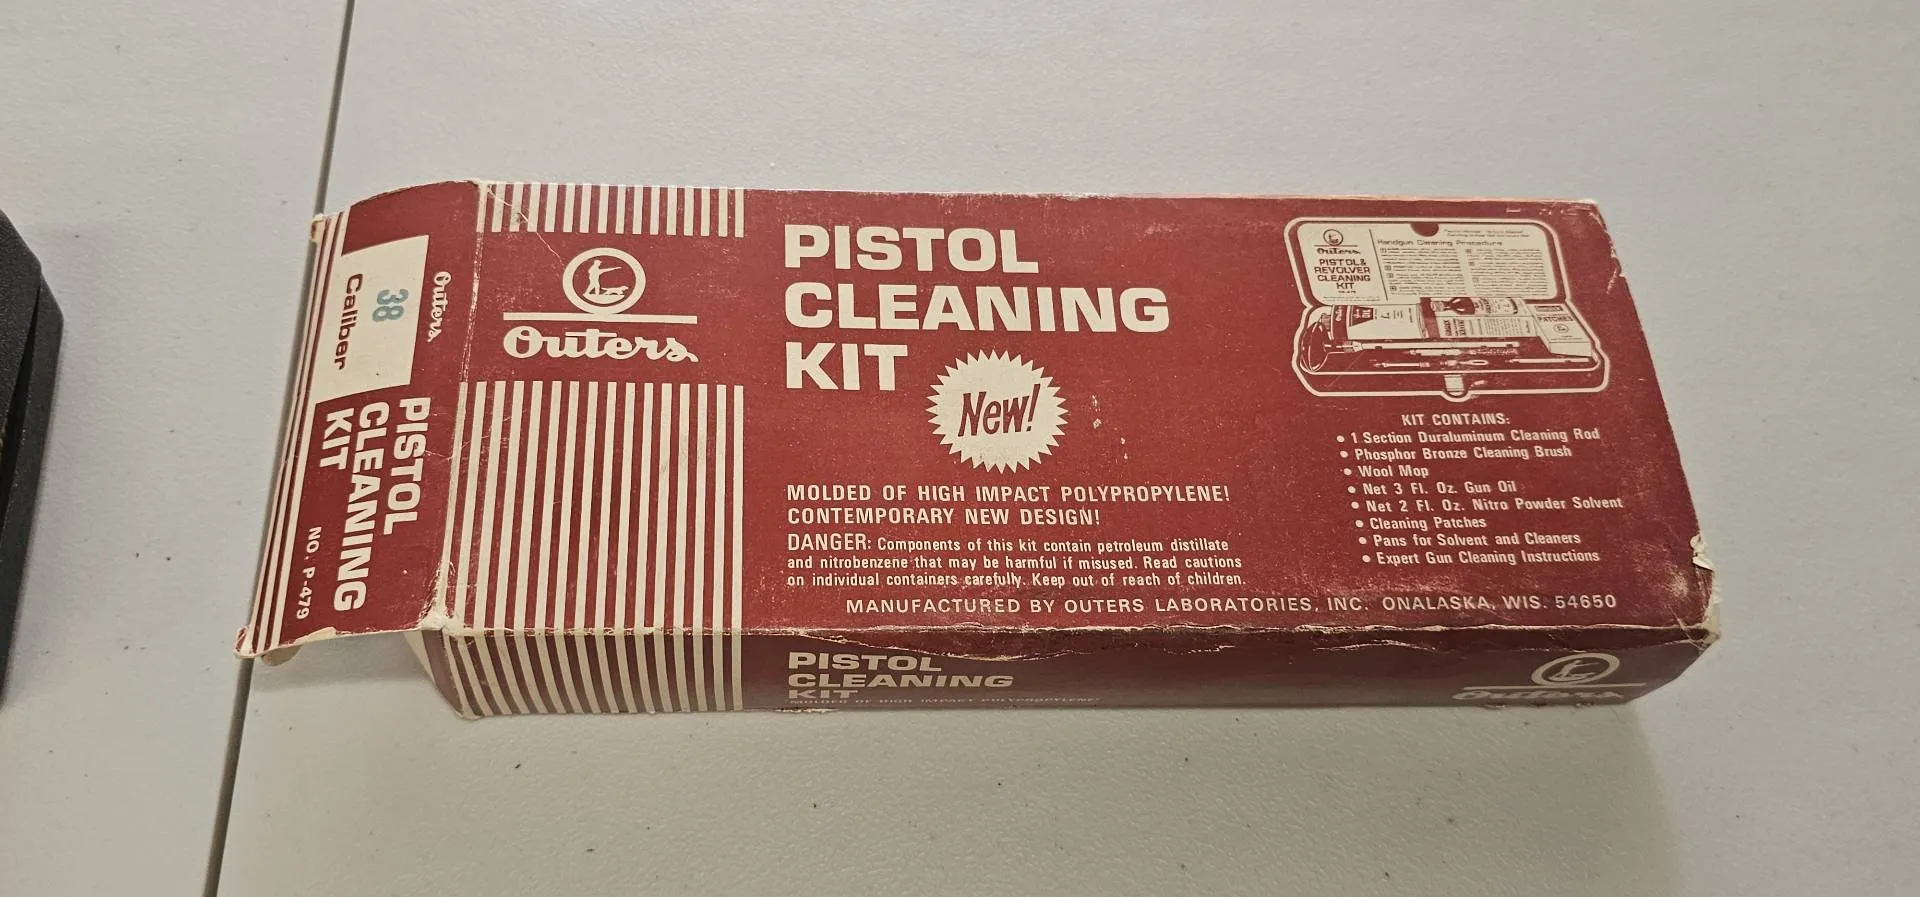 Outers
38
Caliber
PISTOL
CLEANING
KIT
NO. P-479
Outers
PISTOL
CLEANING
KIT
New!
MOLDED OF HIGH IMPACT POLYPROPYLENE!
CONTEMPORARY NEW DESIGN!
DANGER: Components of this kit contain petroleum distillate
and nitrobenzene that may be harmful if misused. Read cautions
on individual containers carefully. Keep out of reach of children.
MANUFACTURED BY OUTERS LABORATORIES, INC. ONALASKA, WIS. 54650
Outers
PISTOL &
REVOLVER
CLEANING
KIT
Handgun Cleaning Procedure
PATCHES
KIT CONTAINS:
• 1 Section Duraluminum Cleaning Rod
• Phosphor Bronze Cleaning Brush
• Wool Mop
• Net 3 Fl. Oz. Gun Oil
• Net 2 Fl. Oz. Nitro Powder Solvent
• Cleaning Patches
• Pans for Solvent and Cleaners
• Expert Gun Cleaning Instructions
PISTOL
CLEANING
KIT
MOLDED OF HIGH IMPACT POLYPROPYLENE!
Outers